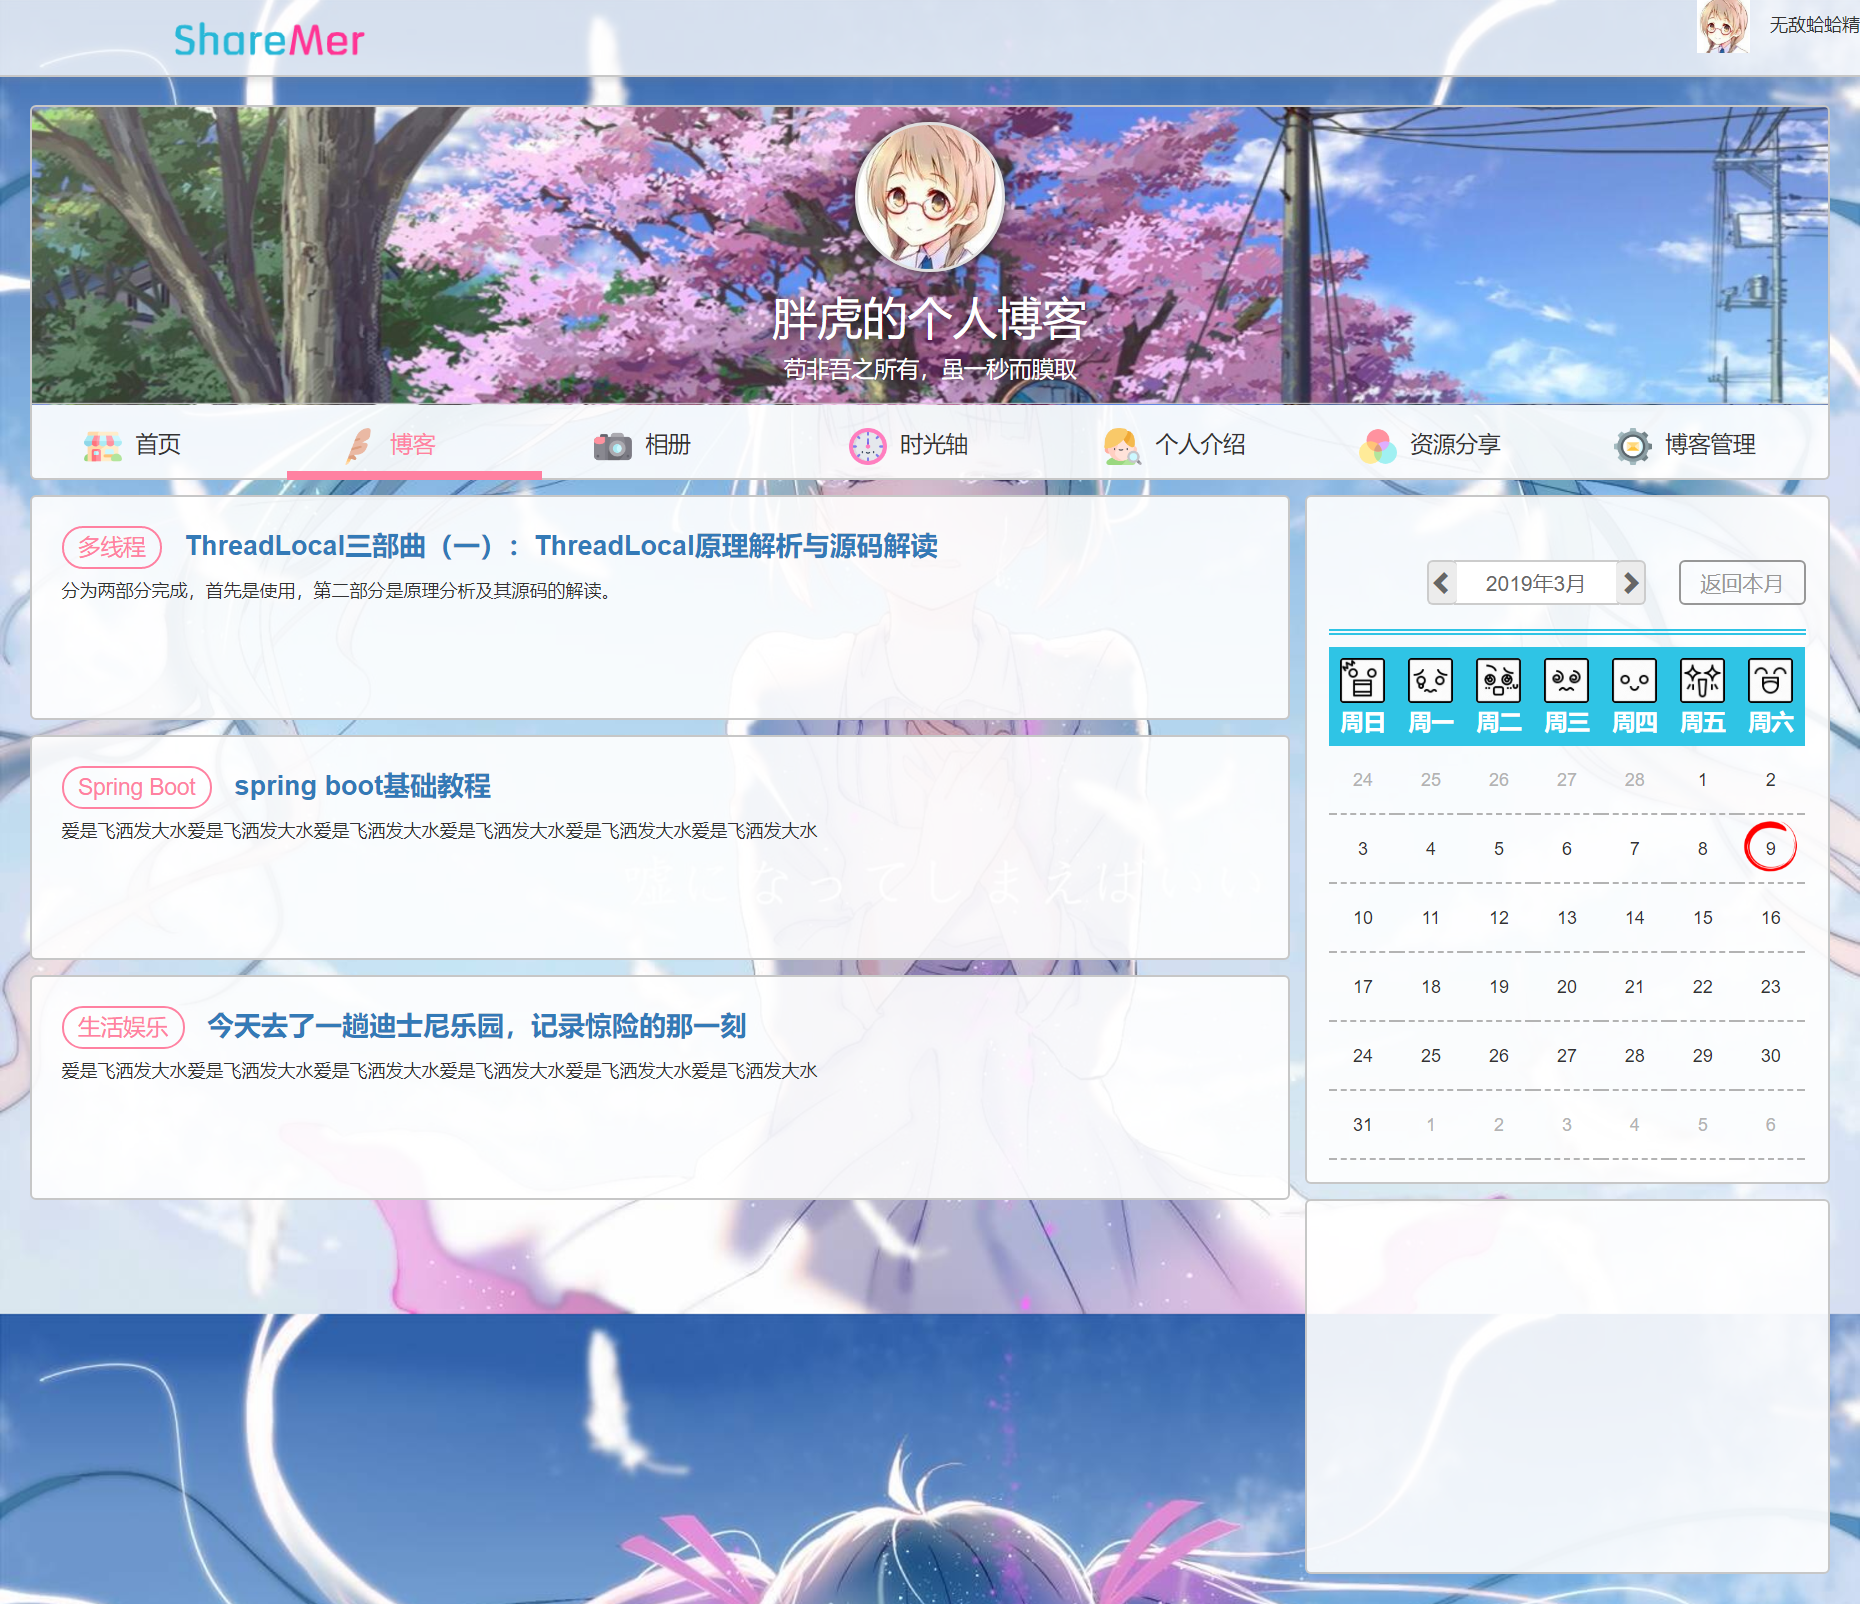 ShareMer
无敌蛤蛤精
胖虎的个人博客
苟非吾之所有，虽一秒而膜取
首页 博客 相册 时光轴 个人介绍 资源分享 博客管理
多线程 ThreadLocal三部曲（一）：ThreadLocal原理解析与源码解读
分为两部分完成，首先是使用，第二部分是原理分析及其源码的解读。
Spring Boot spring boot基础教程
爱是飞洒发大水爱是飞洒发大水爱是飞洒发大水爱是飞洒发大水爱是飞洒发大水爱是飞洒发大水
虚になってしまえばいい
生活娱乐 今天去了一趟迪士尼乐园，记录惊险的那一刻
爱是飞洒发大水爱是飞洒发大水爱是飞洒发大水爱是飞洒发大水爱是飞洒发大水爱是飞洒发大水
2019年3月 返回本月
周日 周一 周二 周三 周四 周五 周六
24 25 26 27 28 1 2
3 4 5 6 7 8 9
10 11 12 13 14 15 16
17 18 19 20 21 22 23
24 25 26 27 28 29 30
31 1 2 3 4 5 6